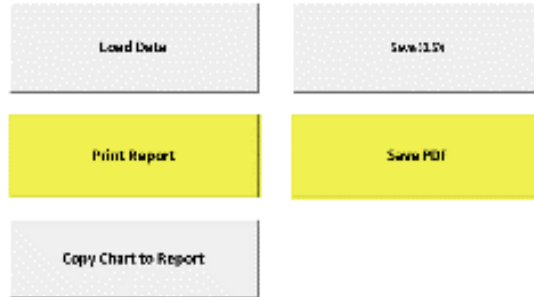 Load Data
Save
Print Report
Save PDF
Copy Chart to Report